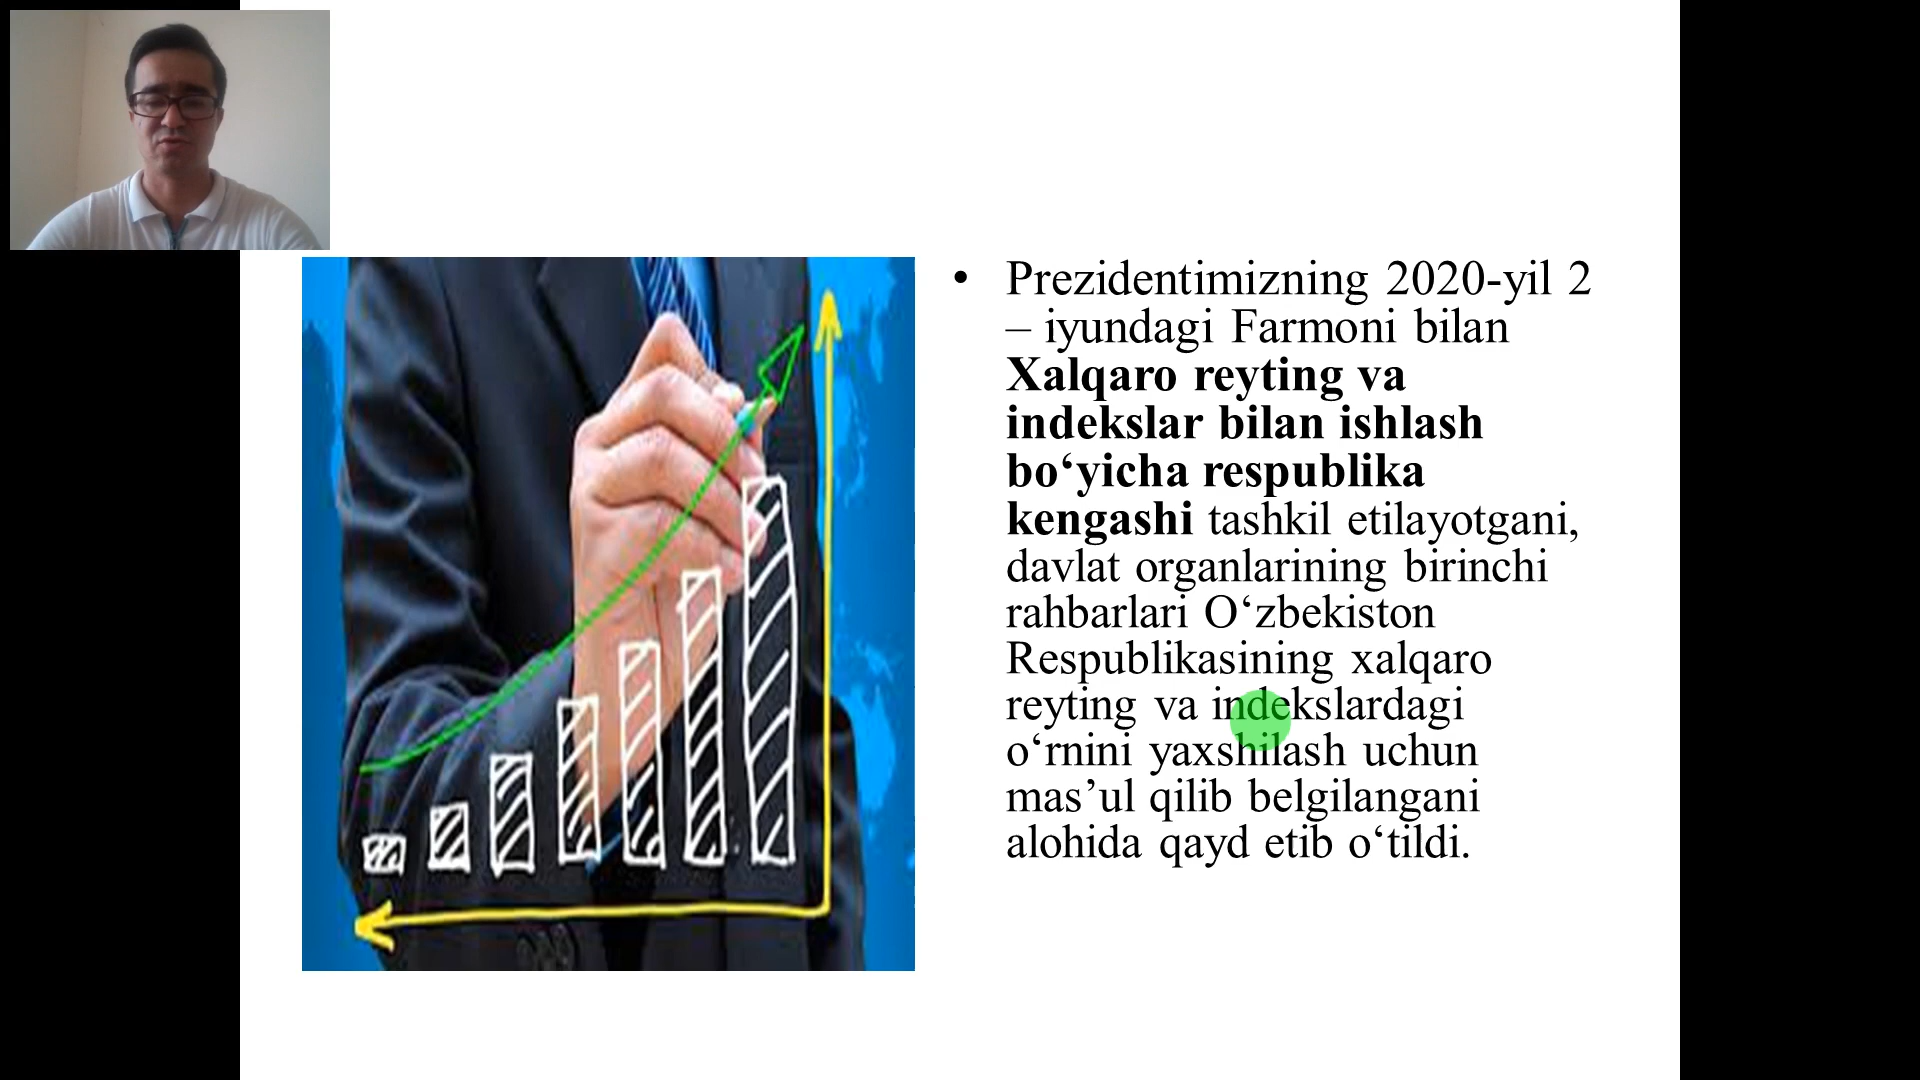 • Prezidentimizning 2020-yil 2
– iyundagi Farmoni bilan
Xalqaro reyting va
indekslar bilan ishlash
bo‘yicha respublika
kengashi tashkil etilayotgani,
davlat organlarining birinchi
rahbarlari O‘zbekiston
Respublikasining xalqaro
reyting va indekslardagi
o‘rnini yaxshilash uchun
mas’ul qilib belgilangani
alohida qayd etib o‘tildi.